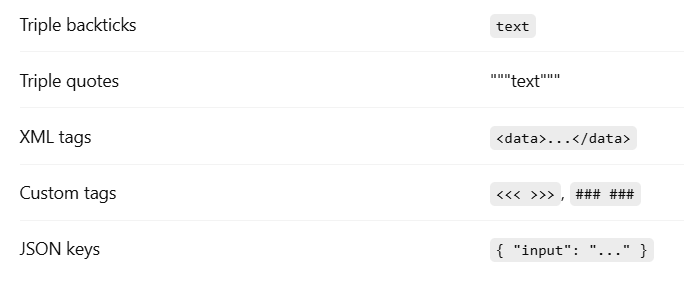 Triple backticks text
Triple quotes """text"""
XML tags <data>...</data>
Custom tags <<< >>>, ### ###
JSON keys { "input": "..." }